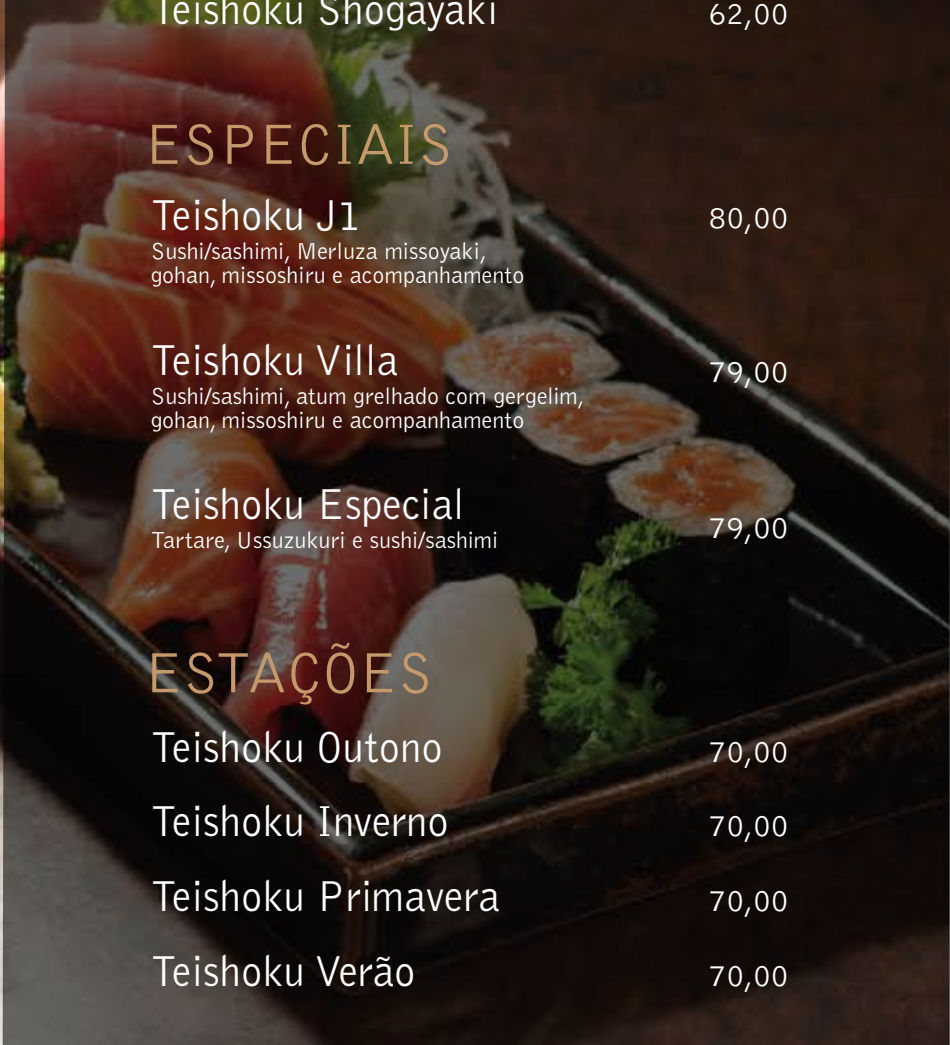 Teishoku Shogayaki 62,00
ESPECIAIS
Teishoku J1 80,00
Sushi/sashimi, Merluza missoyaki,
gohan, missoshiru e acompanhamento
Teishoku Villa 79,00
Sushi/sashimi, atum grelhado com gergelim,
gohan, missoshiru e acompanhamento
Teishoku Especial 79,00
Tartare, Ussuzukuri e sushi/sashimi
ESTAÇÕES
Teishoku Outono 70,00
Teishoku Inverno 70,00
Teishoku Primavera 70,00
Teishoku Verão 70,00